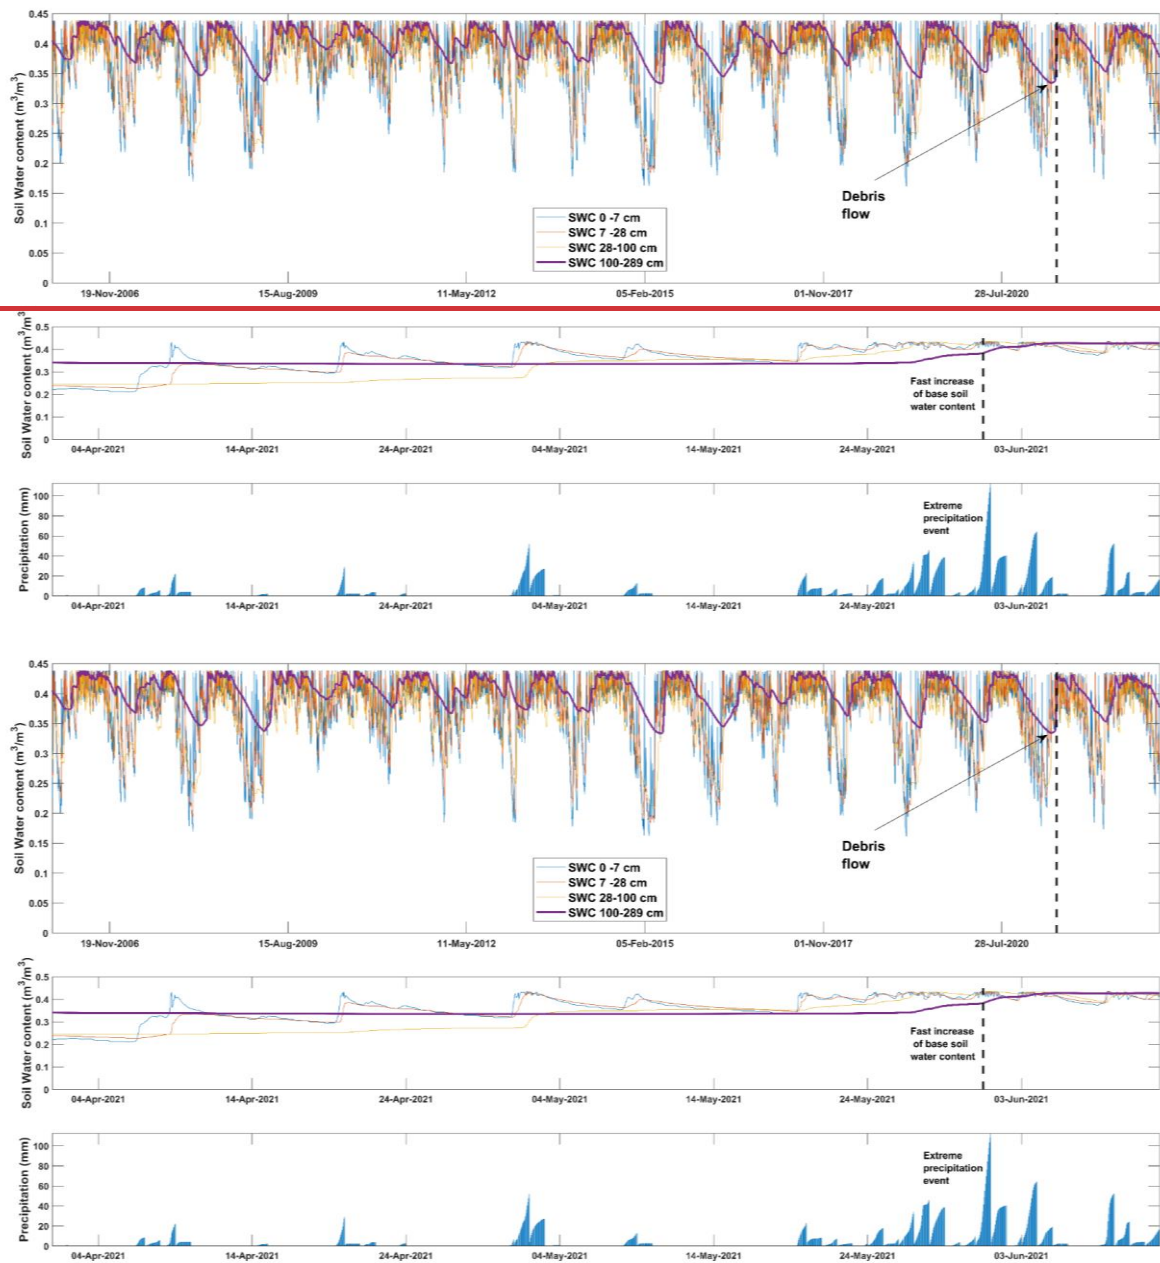 0.45
0.4
0.35
0.3
0.25
0.2
0.15
0.1
0.05
0
Soil Water content (m³/m³)
Debris
flow
SWC 0 -7 cm
SWC 7 -28 cm
SWC 28-100 cm
SWC 100-289 cm
19-Nov-2006 15-Aug-2009 11-May-2012 05-Feb-2015 01-Nov-2017 28-Jul-2020
0.5
0.4
0.3
0.2
0.1
0
Soil Water content (m³/m³
Fast increase
of base soil
water content
04-Apr-2021 14-Apr-2021 24-Apr-2021 04-May-2021 14-May-2021 24-May-2021 03-Jun-2021
100
80
60
40
20
0
Precipitation (mm)
Extreme
precipitation
event
04-Apr-2021 14-Apr-2021 24-Apr-2021 04-May-2021 14-May-2021 24-May-2021 03-Jun-2021
0.45
0.4
0.35
0.3
0.25
0.2
0.15
0.1
0.05
0
Soil Water content (m³/m³)
Debris
flow
SWC 0 -7 cm
SWC 7 -28 cm
SWC 28-100 cm
SWC 100-289 cm
19-Nov-2006 15-Aug-2009 11-May-2012 05-Feb-2015 01-Nov-2017 28-Jul-2020
0.5
0.4
0.3
0.2
0.1
0
Soil Water content (m³/m³)
Fast increase
of base soil
water content
04-Apr-2021 14-Apr-2021 24-Apr-2021 04-May-2021 14-May-2021 24-May-2021 03-Jun-2021
100
80
60
40
20
0
Precipitation (mm)
Extreme
precipitation
event
04-Apr-2021 14-Apr-2021 24-Apr-2021 04-May-2021 14-May-2021 24-May-2021 03-Jun-2021